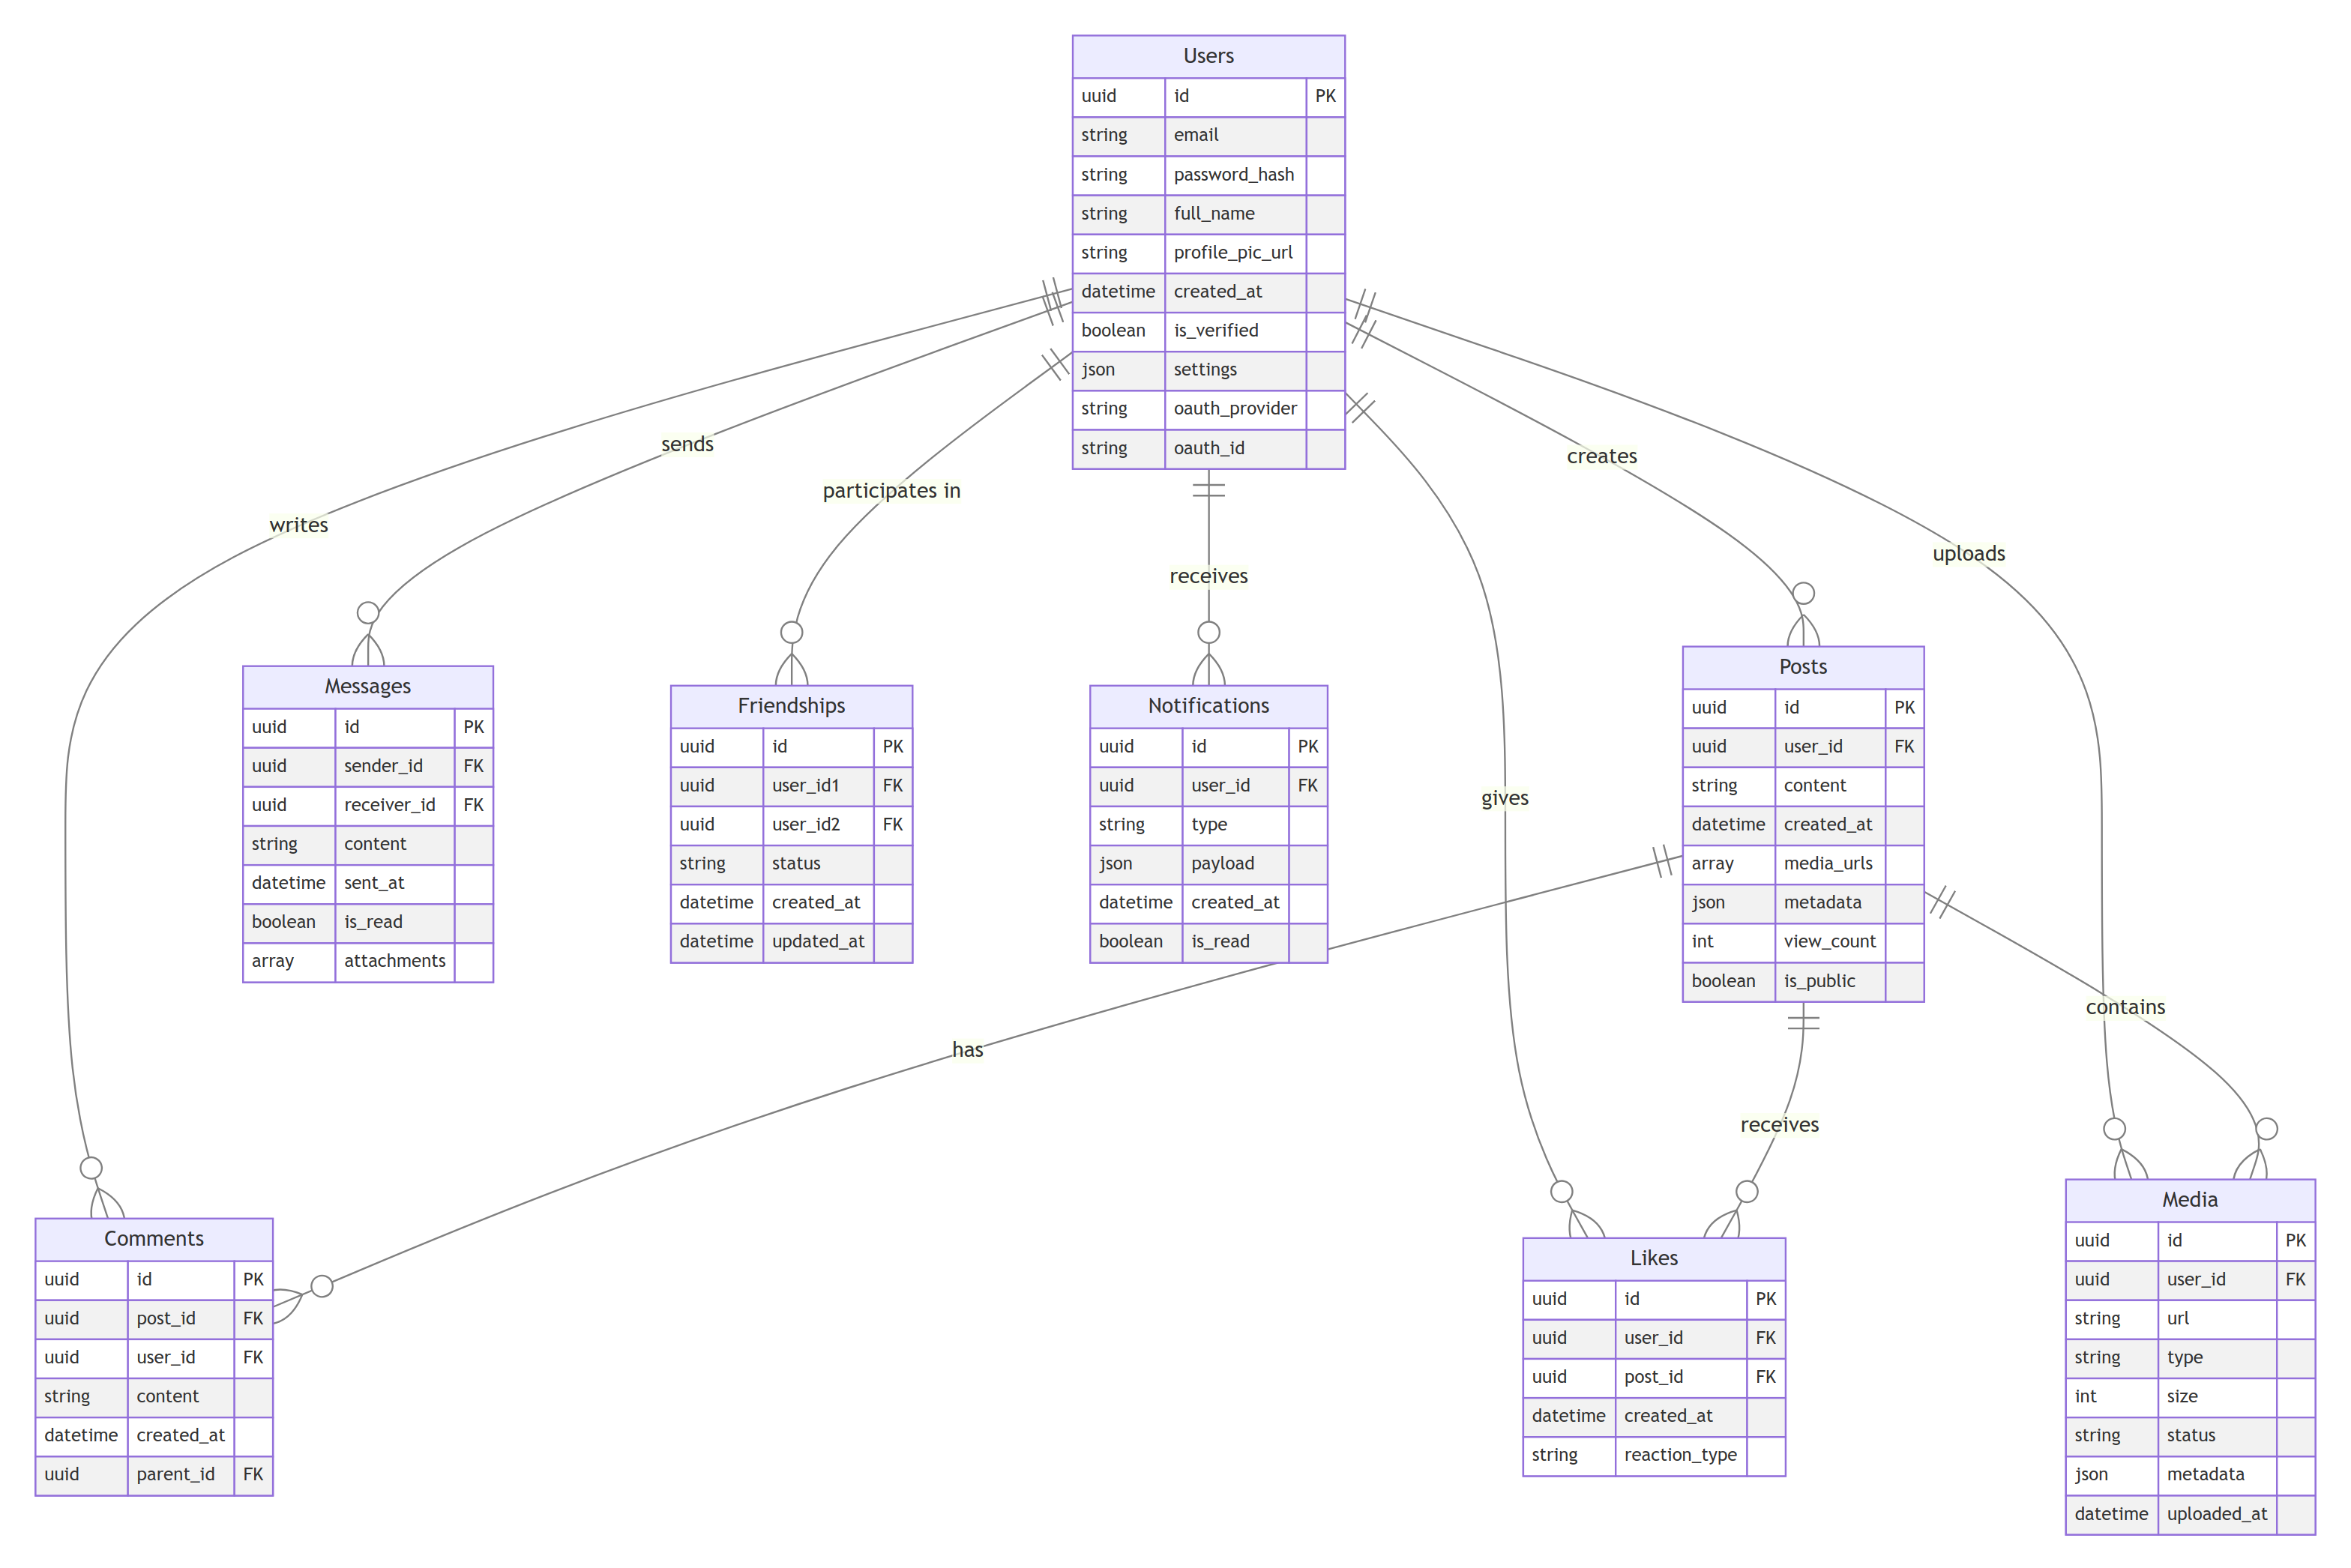 Users
uuid id PK
string email
string password_hash
string full_name
string profile_pic_url
datetime created_at
boolean is_verified
json settings
string oauth_provider
string oauth_id
writes
sends
participates in
receives
gives
creates
uploads
Messages
uuid id PK
uuid sender_id FK
uuid receiver_id FK
string content
datetime sent_at
boolean is_read
array attachments
Friendships
uuid id PK
uuid user_id1 FK
uuid user_id2 FK
string status
datetime created_at
datetime updated_at
Notifications
uuid id PK
uuid user_id FK
string type
json payload
datetime created_at
boolean is_read
Posts
uuid id PK
uuid user_id FK
string content
datetime created_at
array media_urls
json metadata
int view_count
boolean is_public
has
receives
contains
Comments
uuid id PK
uuid post_id FK
uuid user_id FK
string content
datetime created_at
uuid parent_id FK
Likes
uuid id PK
uuid user_id FK
uuid post_id FK
datetime created_at
string reaction_type
Media
uuid id PK
uuid user_id FK
string url
string type
int size
string status
json metadata
datetime uploaded_at